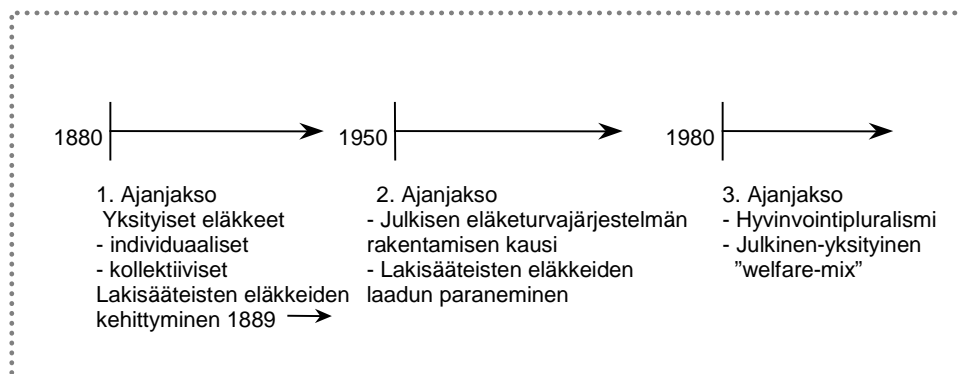 1880
1950
1980
1. Ajanjakso
Yksityiset eläkkeet
- individuaaliset
- kollektiiviset
Lakisääteisten eläkkeiden
kehittyminen 1889
2. Ajanjakso
- Julkisen eläketurvajärjestelmän
rakentamisen kausi
- Lakisääteisten eläkkeiden
laadun paraneminen
3. Ajanjakso
- Hyvinvointipluralismi
- Julkinen-yksityinen
”welfare-mix”